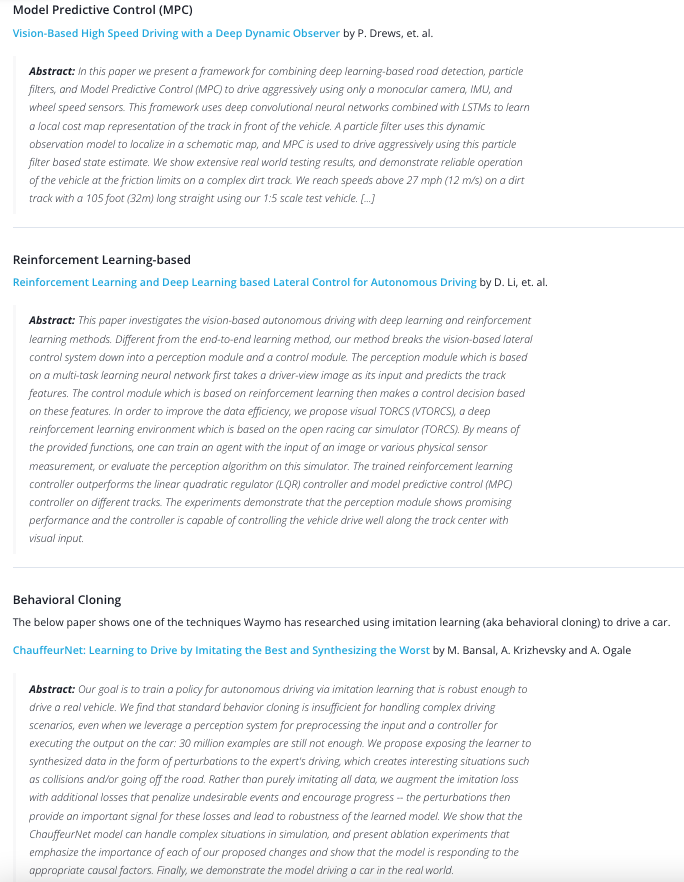 Model Predictive Control (MPC)
Vision-Based High Speed Driving with a Deep Dynamic Observer by P. Drews, et. al.
Abstract: In this paper we present a framework for combining deep learning-based road detection, particle
filters, and Model Predictive Control (MPC) to drive aggressively using only a monocular camera, IMU, and
wheel speed sensors. This framework uses deep convolutional neural networks combined with LSTMs to learn
a local cost map representation of the track in front of the vehicle. A particle filter uses this dynamic
observation model to localize in a schematic map, and MPC is used to drive aggressively using this particle
filter based state estimate. We show extensive real world testing results, and demonstrate reliable operation
of the vehicle at the friction limits on a complex dirt track. We reach speeds above 27 mph (12 m/s) on a dirt
track with a 105 foot (32m) long straight using our 1:5 scale test vehicle. [...]
Reinforcement Learning-based
Reinforcement Learning and Deep Learning based Lateral Control for Autonomous Driving by D. Li, et. al.
Abstract: This paper investigates the vision-based autonomous driving with deep learning and reinforcement
learning methods. Different from the end-to-end learning method, our method breaks the vision-based lateral
control system down into a perception module and a control module. The perception module which is based
on a multi-task learning neural network first takes a driver-view image as its input and predicts the track
features. The control module which is based on reinforcement learning then makes a control decision based
on these features. In order to improve the data efficiency, we propose visual TORCS (VTORCS), a deep
reinforcement learning environment which is based on the open racing car simulator (TORCS). By means of
the provided functions, one can train an agent with the input of an image or various physical sensor
measurement, or evaluate the perception algorithm on this simulator. The trained reinforcement learning
controller outperforms the linear quadratic regulator (LQR) controller and model predictive control (MPC)
controller on different tracks. The experiments demonstrate that the perception module shows promising
performance and the controller is capable of controlling the vehicle drive well along the track center with
visual input.
Behavioral Cloning
The below paper shows one of the techniques Waymo has researched using imitation learning (aka behavioral cloning) to drive a car.
ChauffeurNet: Learning to Drive by Imitating the Best and Synthesizing the Worst by M. Bansal, A. Krizhevsky and A. Ogale
Abstract: Our goal is to train a policy for autonomous driving via imitation learning that is robust enough to
drive a real vehicle. We find that standard behavior cloning is insufficient for handling complex driving
scenarios, even when we leverage a perception system for preprocessing the input and a controller for
executing the output on the car: 30 million examples are still not enough. We propose exposing the learner to
synthesized data in the form of perturbations to the expert's driving, which creates interesting situations such
as collisions and/or going off the road. Rather than purely imitating all data, we augment the imitation loss
with additional losses that penalize undesirable events and encourage progress -- the perturbations then
provide an important signal for these losses and lead to robustness of the learned model. We show that the
ChauffeurNet model can handle complex situations in simulation, and present ablation experiments that
emphasize the importance of each of our proposed changes and show that the model is responding to the
appropriate causal factors. Finally, we demonstrate the model driving a car in the real world.